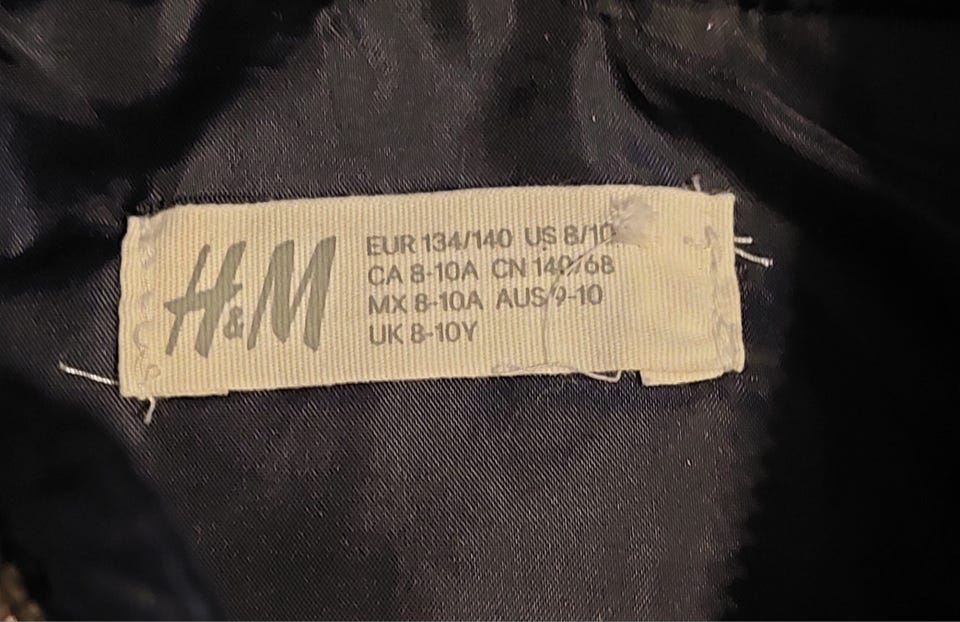 H&M
EUR 134/140 US 8/10
CA 8-10A CN 140/68
MX 8-10A AUS 9-10
UK 8-10Y